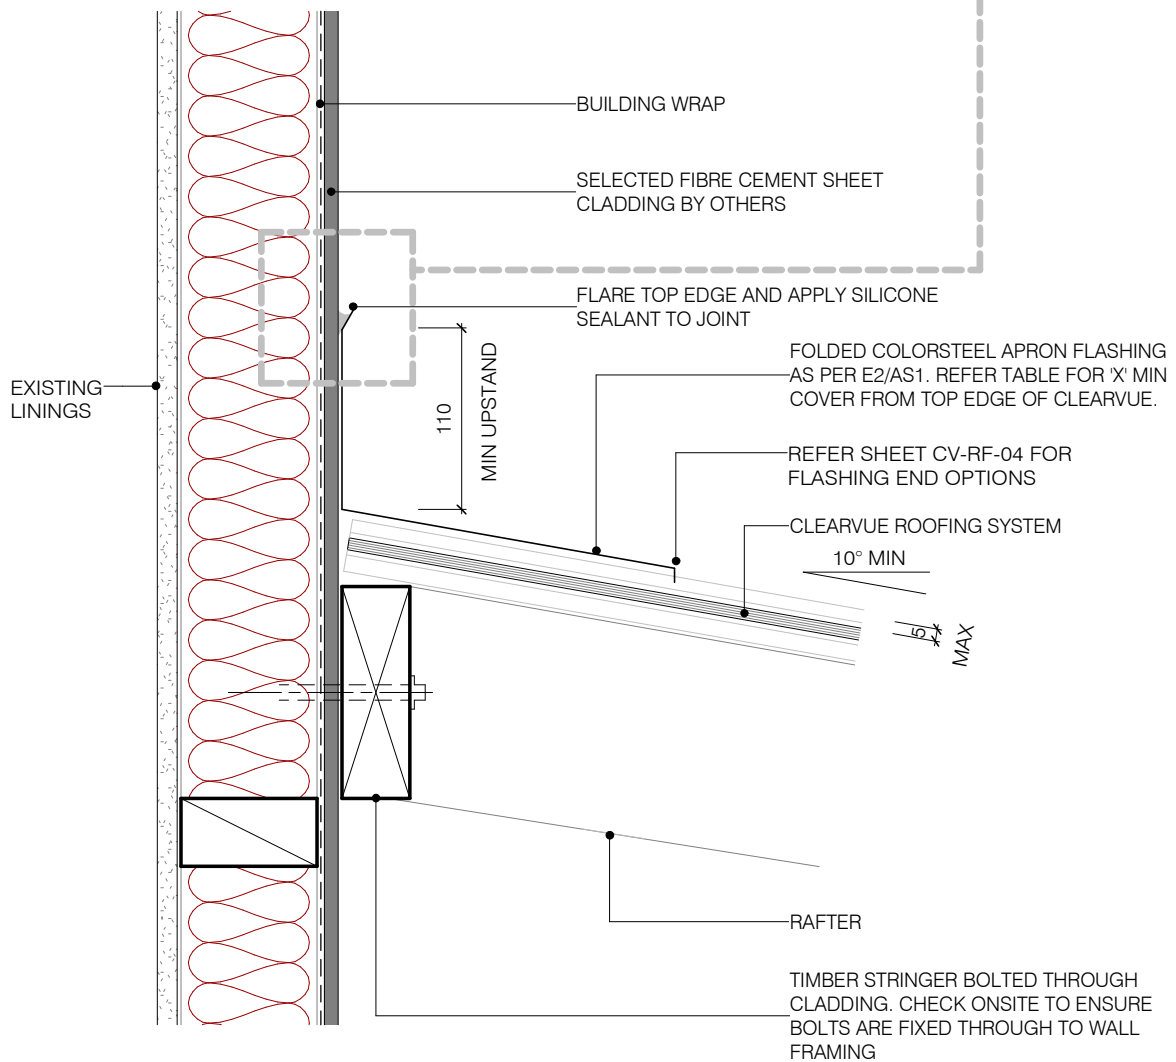 BUILDING WRAP
SELECTED FIBRE CEMENT SHEET
CLADDING BY OTHERS
FLARE TOP EDGE AND APPLY SILICONE
SEALANT TO JOINT
FOLDED COLORSTEEL APRON FLASHING
AS PER E2/AS1. REFER TABLE FOR 'X' MIN
COVER FROM TOP EDGE OF CLEARVUE.
EXISTING
LININGS
110
MIN UPSTAND
REFER SHEET CV-RF-04 FOR
FLASHING END OPTIONS
CLEARVUE ROOFING SYSTEM
10° MIN
5
MAX
RAFTER
TIMBER STRINGER BOLTED THROUGH
CLADDING. CHECK ONSITE TO ENSURE
BOLTS ARE FIXED THROUGH TO WALL
FRAMING